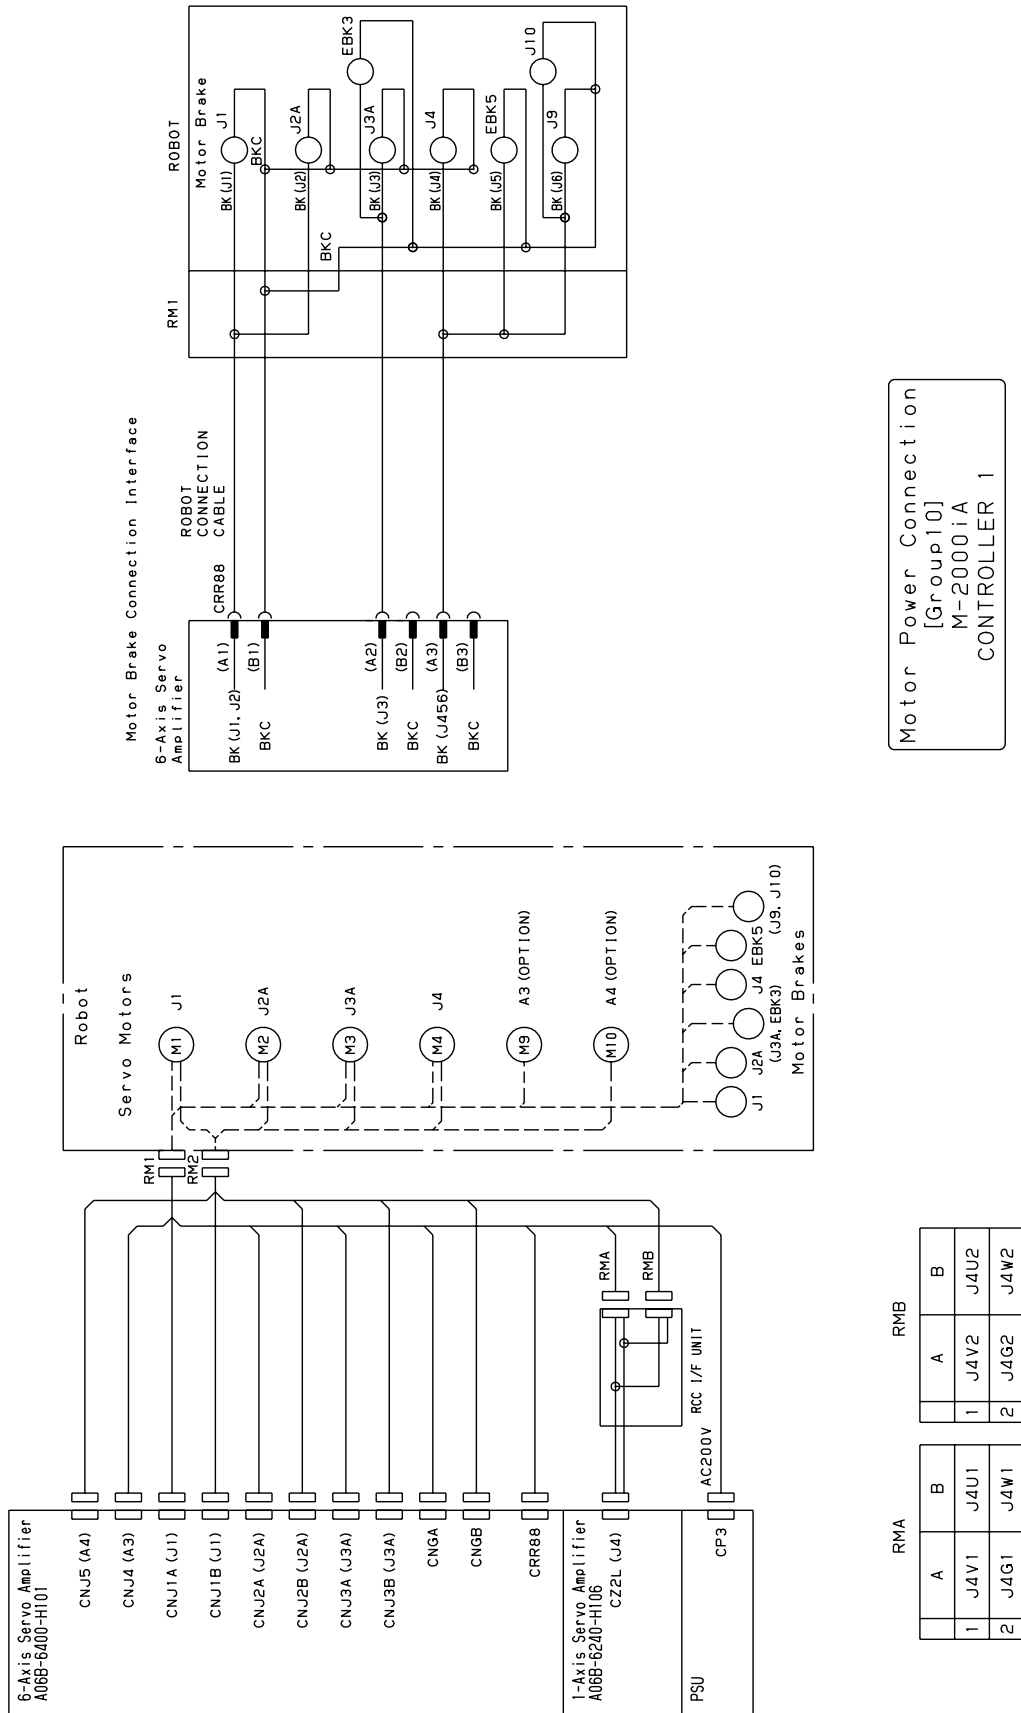 6-Axis Servo Amplifier
A06B-6400-H101
CNJ5 (A4)
CNJ4 (A3)
CNJ1A (J1)
CNJ1B (J1)
CNJ2A (J2A)
CNJ2B (J2A)
CNJ3A (J3A)
CNJ3B (J3A)
CNGA
CNGB
CRR88
1-Axis Servo Amplifier
A06B-6240-H106
CZ2L (J4)
PSU
CP3
AC200V
RCC I/F UNIT
RMA
RMB
RM1
RM2
Robot
Servo Motors
M1
J1
M2
J2A
M3
J3A
M4
J4
M9
A3 (OPTION)
M10
A4 (OPTION)
J1
J2A
(J3A, EBK3)
J4
EBK5
(J9, J10)
Motor Brakes
Motor Brake Connection Interface
6-Axis Servo
Amplifier
CRR88
ROBOT
CONNECTION
CABLE
BK (J1, J2)
(A1)
BKC
(B1)
BK (J3)
(A2)
BKC
(B2)
BK (J456)
(A3)
BKC
(B3)
RM1
ROBOT
Motor Brake
BK (J1)
J1
BKC
BK (J2)
J2A
BKC
BK (J3)
J3A
EBK3
BK (J4)
J4
BK (J5)
EBK5
BK (J6)
J9
J10
RMA
A B
1 J4V1 J4U1
2 J4G1 J4W1
RMB
A B
1 J4V2 J4U2
2 J4G2 J4W2
Motor Power Connection
[Group10]
M-2000iA
CONTROLLER 1